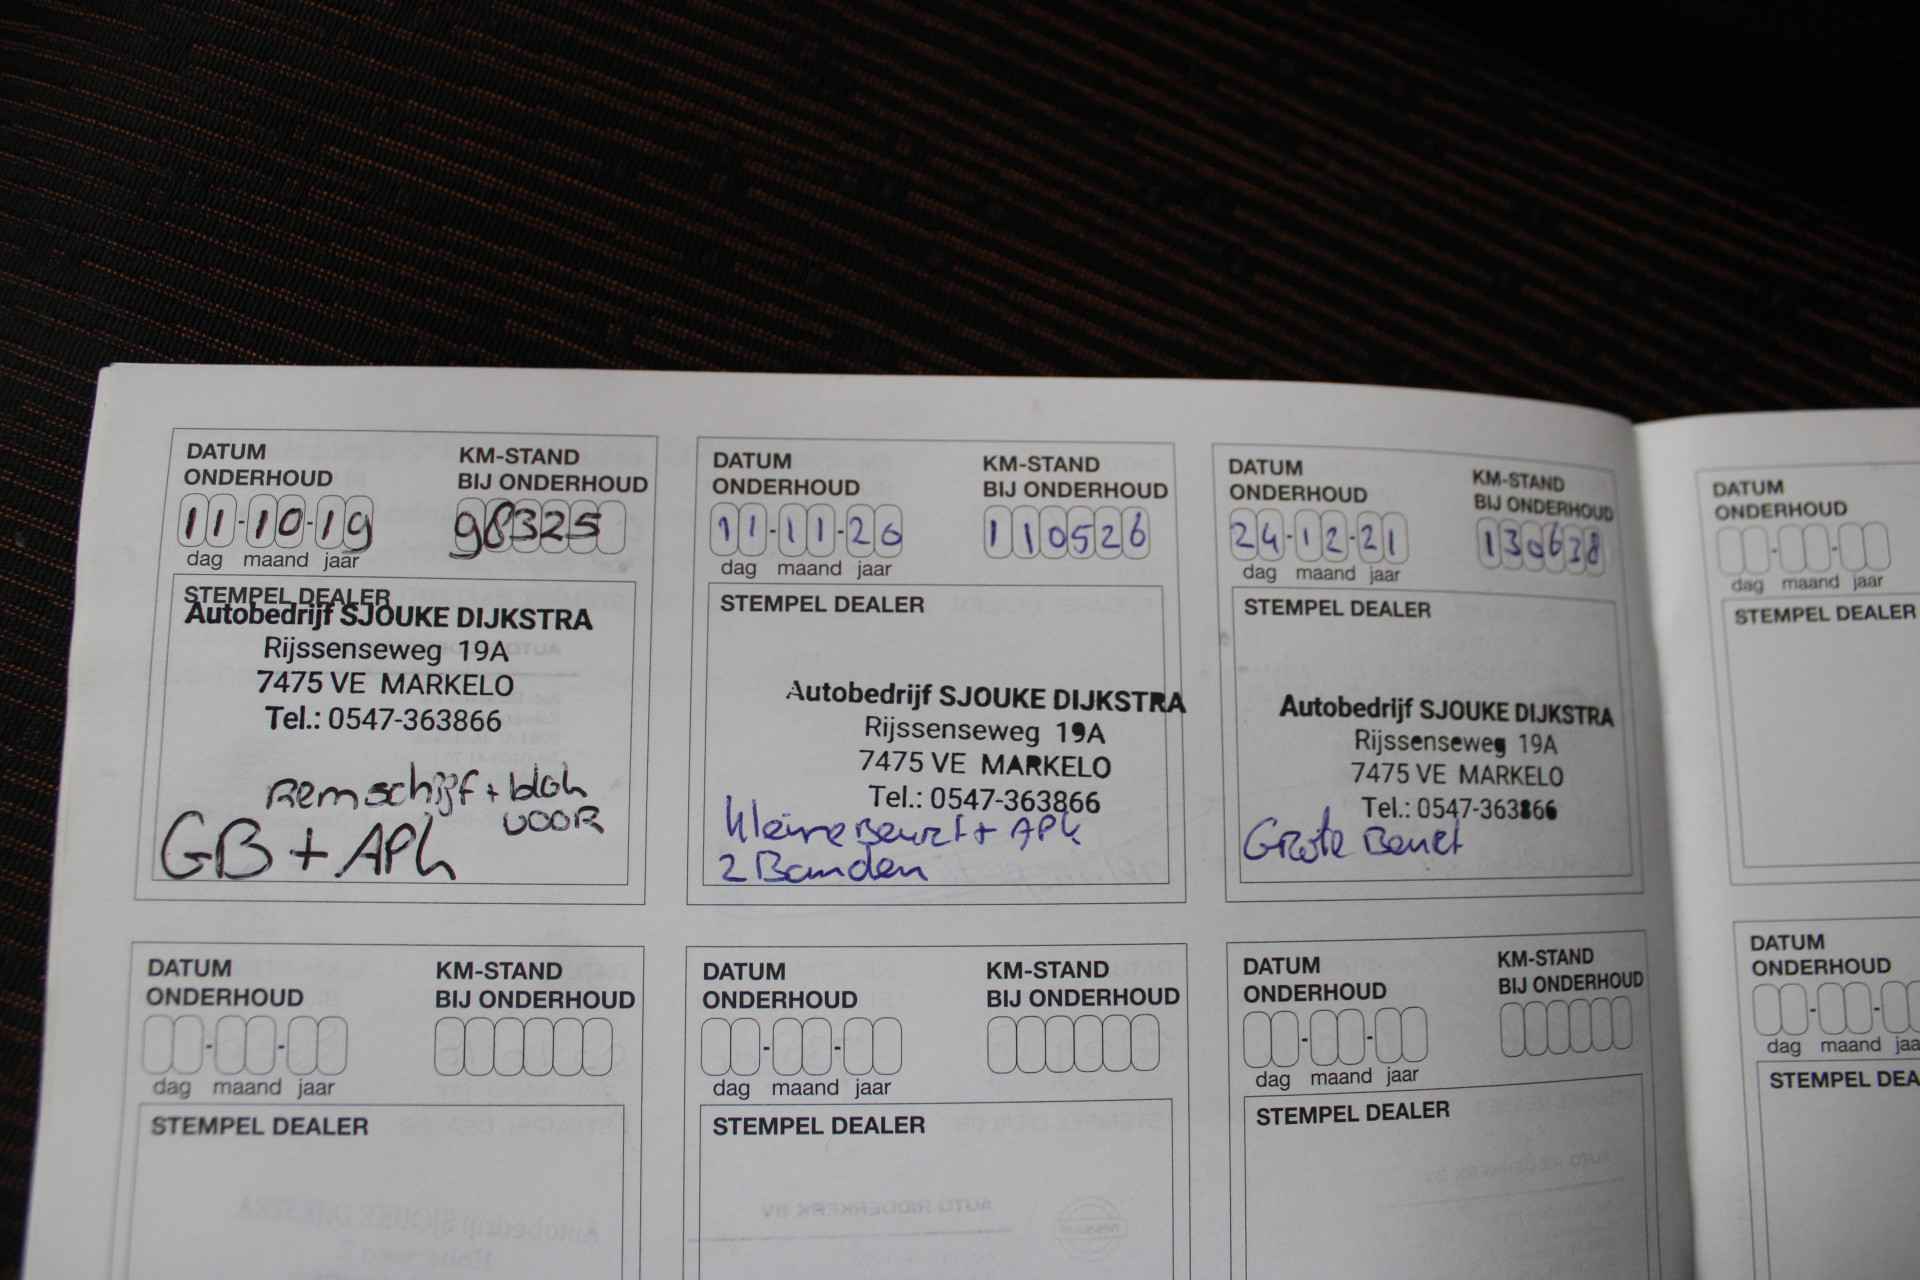 DATUM
ONDERHOUD
KM-STAND
BIJ ONDERHOUD
11-10-19
98325
dag maand jaar
STEMPEL DEALER
Autobedrijf SJOUKE DIJKSTRA
Rijssenseweg 19A
7475 VE MARKELO
Tel.: 0547-363866
Remschijf + blok
VOOR
GB + APk
DATUM
ONDERHOUD
KM-STAND
BIJ ONDERHOUD
11-11-20
110526
dag maand jaar
STEMPEL DEALER
Autobedrijf SJOUKE DIJKSTRA
Rijssenseweg 19A
7475 VE MARKELO
Tel.: 0547-363866
kleine Beurt + APk
2 Banden
DATUM
ONDERHOUD
KM-STAND
BIJ ONDERHOUD
24-12-21
130638
dag maand jaar
STEMPEL DEALER
Autobedrijf SJOUKE DIJKSTRA
Rijssenseweg 19A
7475 VE MARKELO
Tel.: 0547-363866
Grote Beurt
DATUM
ONDERHOUD
dag maand jaar
STEMPEL DEALER
DATUM
ONDERHOUD
KM-STAND
BIJ ONDERHOUD
dag maand jaar
STEMPEL DEALER
DATUM
ONDERHOUD
KM-STAND
BIJ ONDERHOUD
dag maand jaar
STEMPEL DEALER
DATUM
ONDERHOUD
KM-STAND
BIJ ONDERHOUD
dag maand jaar
STEMPEL DEALER
DATUM
ONDERHOUD
dag maand jaa
STEMPEL DEA